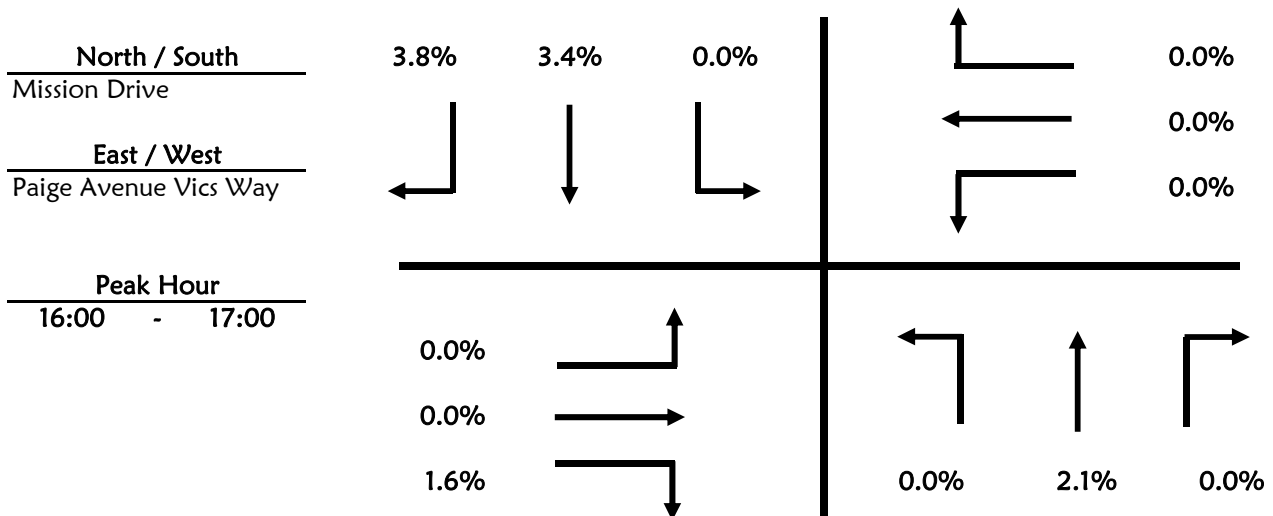 North / South
Mission Drive
East / West
Paige Avenue Vics Way
Peak Hour
16:00 - 17:00
3.8% 3.4% 0.0%
0.0%
0.0%
0.0%
0.0%
0.0%
1.6%
0.0% 2.1% 0.0%